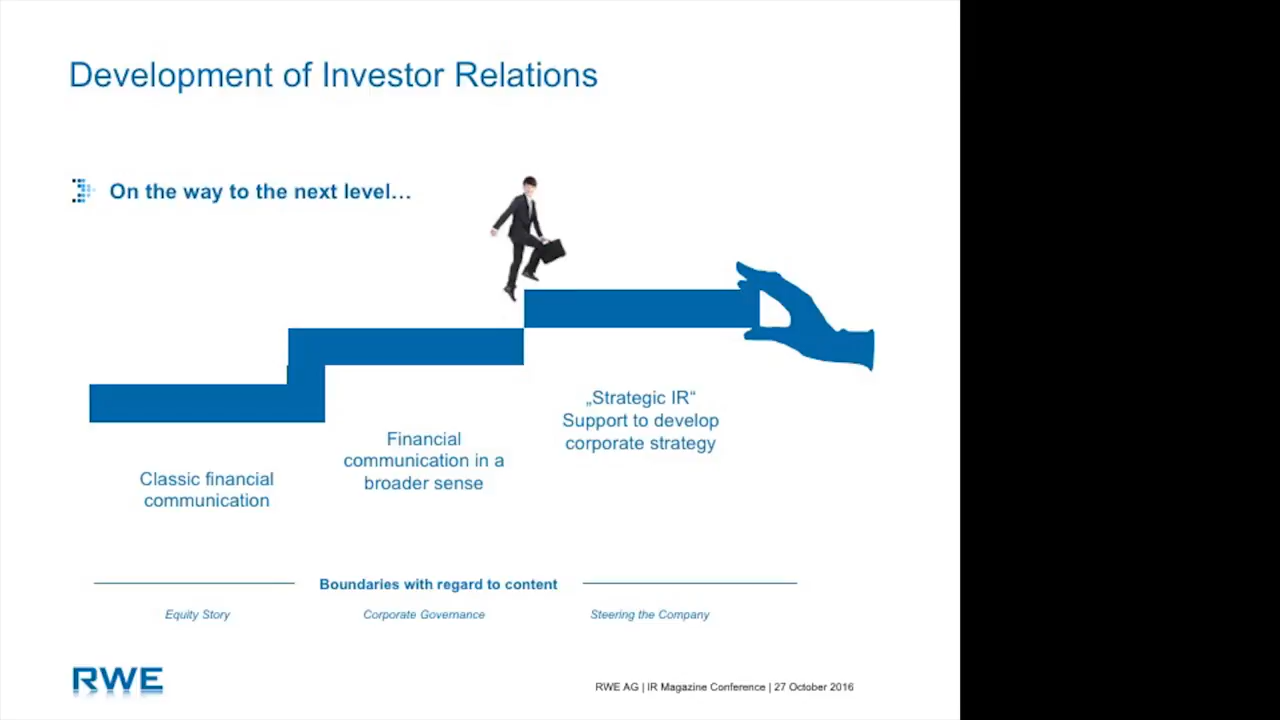 Development of Investor Relations
On the way to the next level…
„Strategic IR“
Support to develop
corporate strategy
Financial
communication in a
broader sense
Classic financial
communication
Boundaries with regard to content
Equity Story
Corporate Governance
Steering the Company
RWE
RWE AG | IR Magazine Conference | 27 October 2016